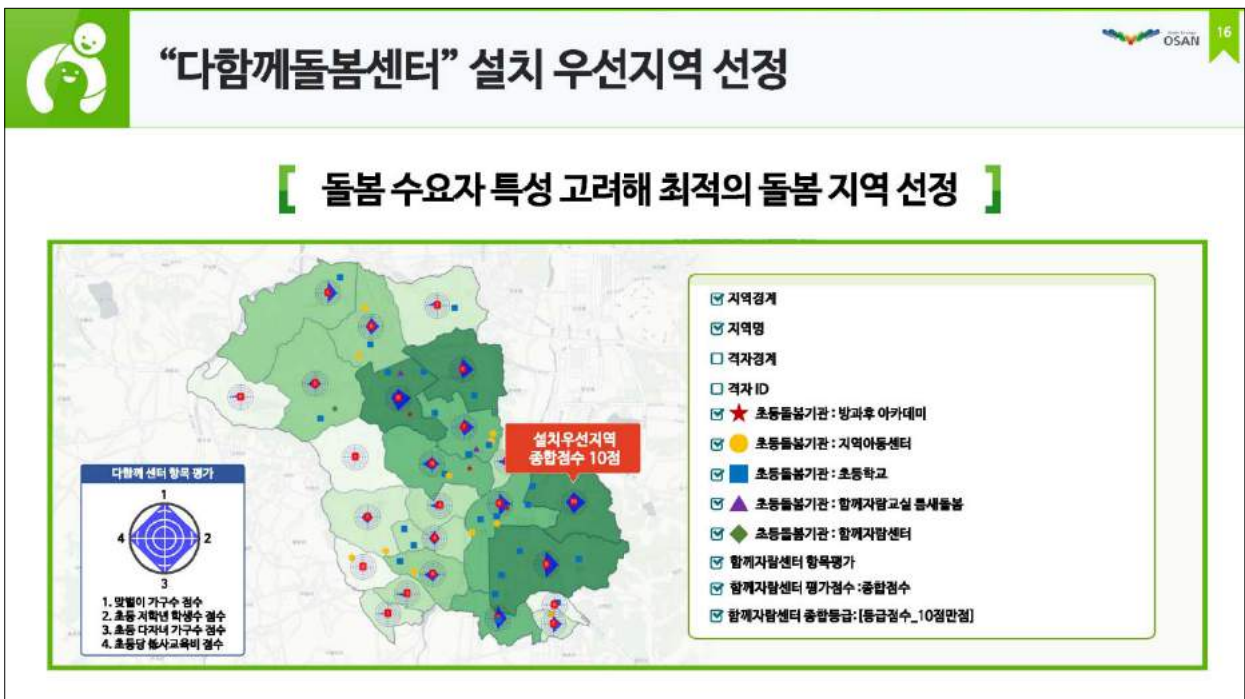 "다함께돌봄센터" 설치 우선지역 선정
OSAN
16
[ 돌봄 수요자 특성 고려해 최적의 돌봄 지역 선정 ]
설치우선지역
종합점수 10점
다함께 센터 항목 평가
1
4
2
3
1. 맞벌이 가구수 점수
2. 초등 저학년 학생수 점수
3. 초등 다자녀 가구수 점수
4. 초등당 低사교육비 점수
지역경계
지역명
격자경계
격자 ID
초등돌봄기관 : 방과후 아카데미
초등돌봄기관 : 지역아동센터
초등돌봄기관 : 초등학교
초등돌봄기관 : 함께자람교실 틈새돌봄
초등돌봄기관 : 함께자람센터
함께자람센터 항목평가
함께자람센터 평가점수 :종합점수
함께자람센터 종합등급:[등급점수_10점만점]